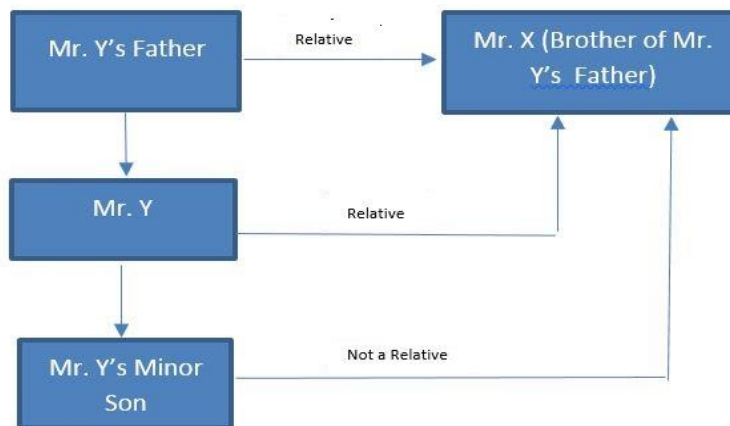 Mr. Y’s Father
Relative
Mr. X (Brother of Mr.
Y’s Father)
Mr. Y
Relative
Mr. Y’s Minor
Son
Not a Relative